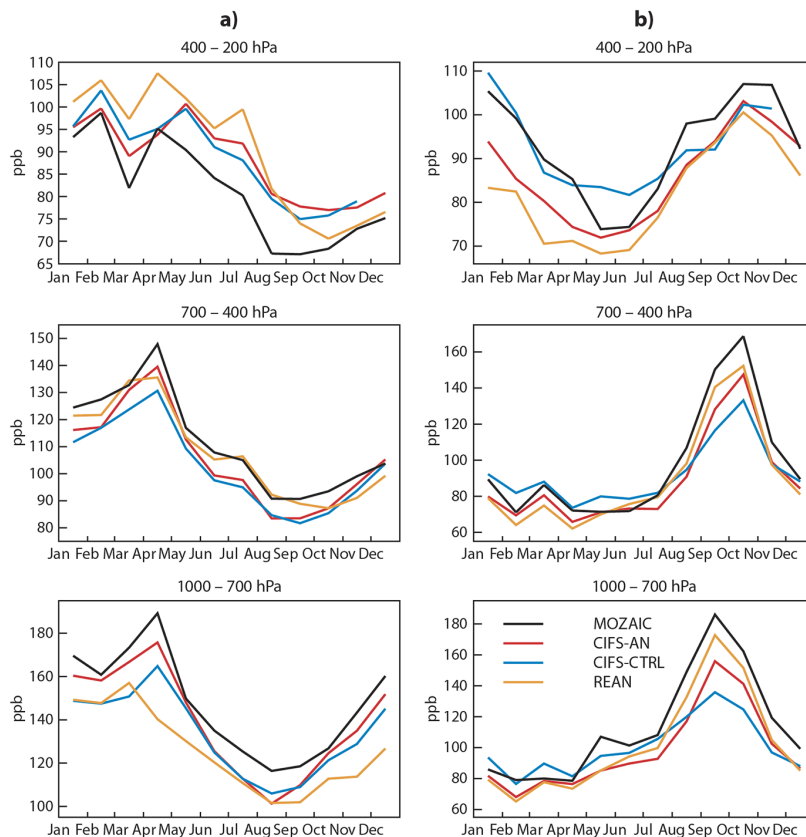 a)
400 – 200 hPa
110
105
100
95
90
85
80
75
70
65
ppb
Jan Feb Mar Apr May Jun Jul Aug Sep Oct Nov Dec
700 – 400 hPa
150
140
130
120
110
100
90
80
ppb
Jan Feb Mar Apr May Jun Jul Aug Sep Oct Nov Dec
1000 – 700 hPa
180
160
140
120
100
ppb
Jan Feb Mar Apr May Jun Jul Aug Sep Oct Nov Dec
b)
400 – 200 hPa
110
100
90
80
70
ppb
Jan Feb Mar Apr May Jun Jul Aug Sep Oct Nov Dec
700 – 400 hPa
160
140
120
100
80
60
ppb
Jan Feb Mar Apr May Jun Jul Aug Sep Oct Nov Dec
1000 – 700 hPa
180
160
140
120
100
80
60
ppb
MOZAIC
CIFS-AN
CIFS-CTRL
REAN
Jan Feb Mar Apr May Jun Jul Aug Sep Oct Nov Dec